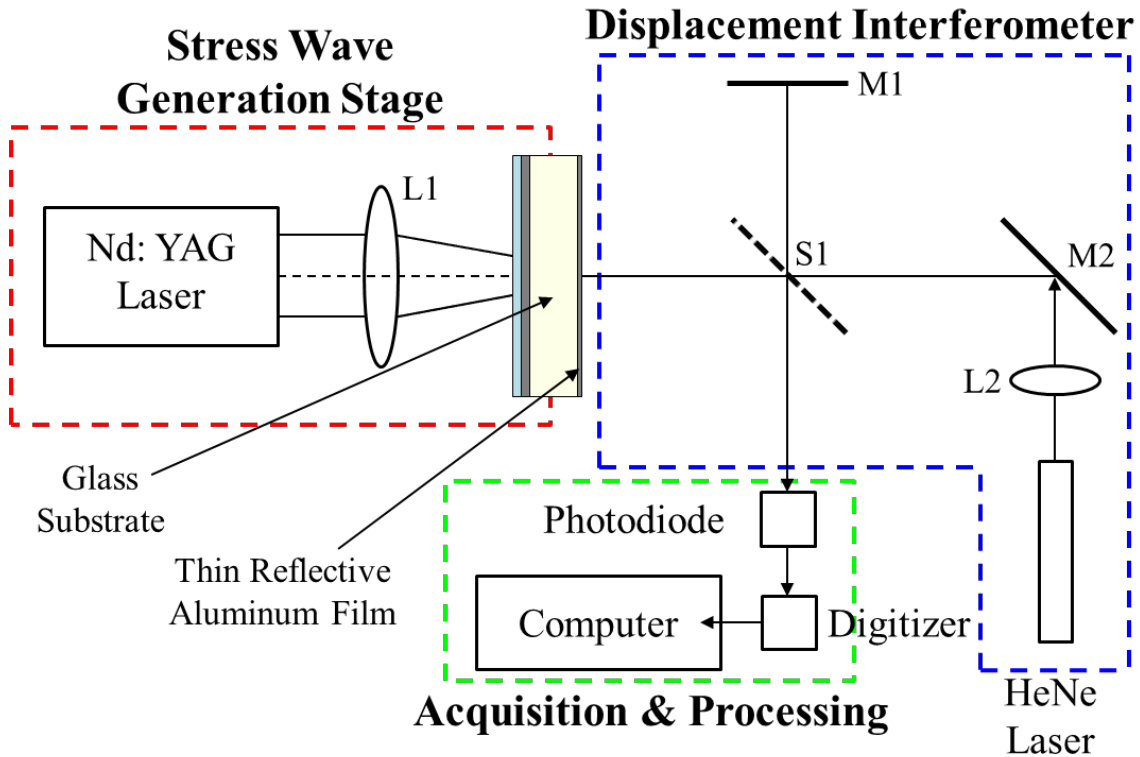 Displacement Interferometer
Stress Wave
Generation Stage
M1
L1
Nd: YAG
Laser
S1
M2
L2
Glass
Substrate
Photodiode
Thin Reflective
Aluminum Film
Computer
Digitizer
Acquisition & Processing
HeNe
Laser